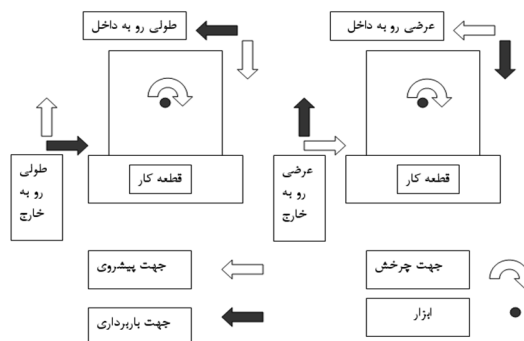 عرضی رو به داخل
طولی رو به داخل
عرضی
رو به
خارج
قطعه کار
طولی
رو به
خارج
قطعه کار
جهت چرخش
جهت پیشروی
ابزار
جهت باربرداری